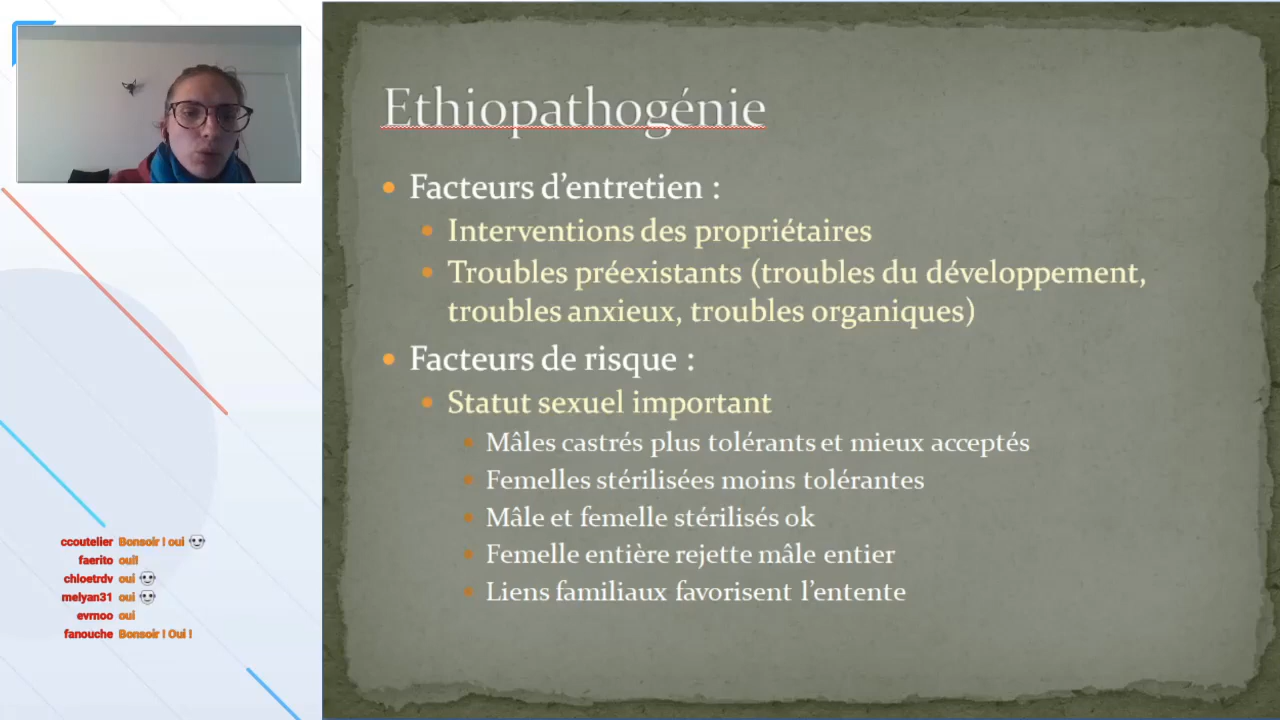 Ethiopathogénie
Facteurs d’entretien :
Interventions des propriétaires
Troubles préexistants (troubles du développement,
troubles anxieux, troubles organiques)
Facteurs de risque :
Statut sexuel important
Mâles castrés plus tolérants et mieux acceptés
Femelles stérilisées moins tolérantes
Mâle et femelle stérilisés ok
Femelle entière rejette mâle entier
Liens familiaux favorisent l’entente
ccoutelier Bonsoir ! oui
faerito oui!
chloetrdv oui
melyan31 oui
evrnoo oui
fanouche Bonsoir ! Oui !